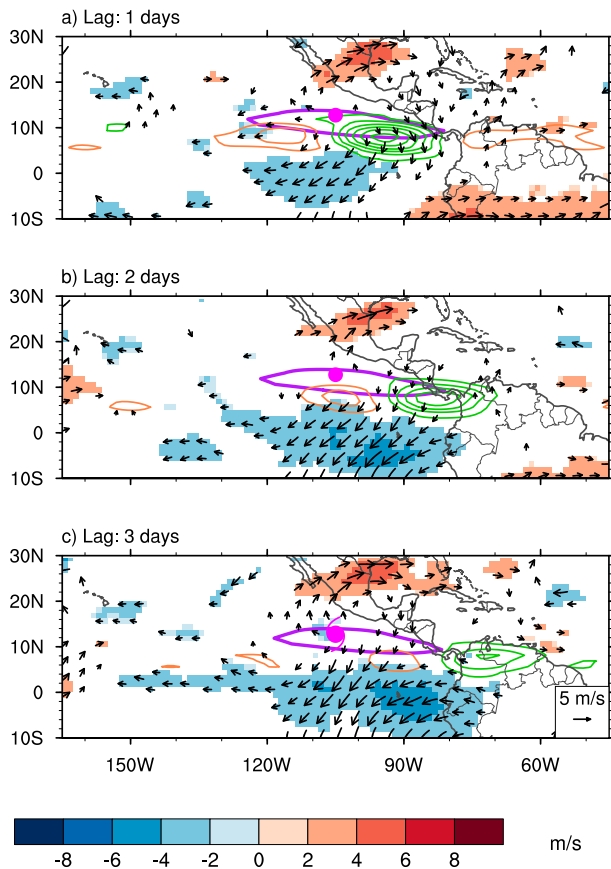 a) Lag: 1 days
30N
20N
10N
0
10S
b) Lag: 2 days
30N
20N
10N
0
10S
c) Lag: 3 days
30N
20N
10N
0
10S
5 m/s
150W 120W 90W 60W
-8 -6 -4 -2 0 2 4 6 8 m/s